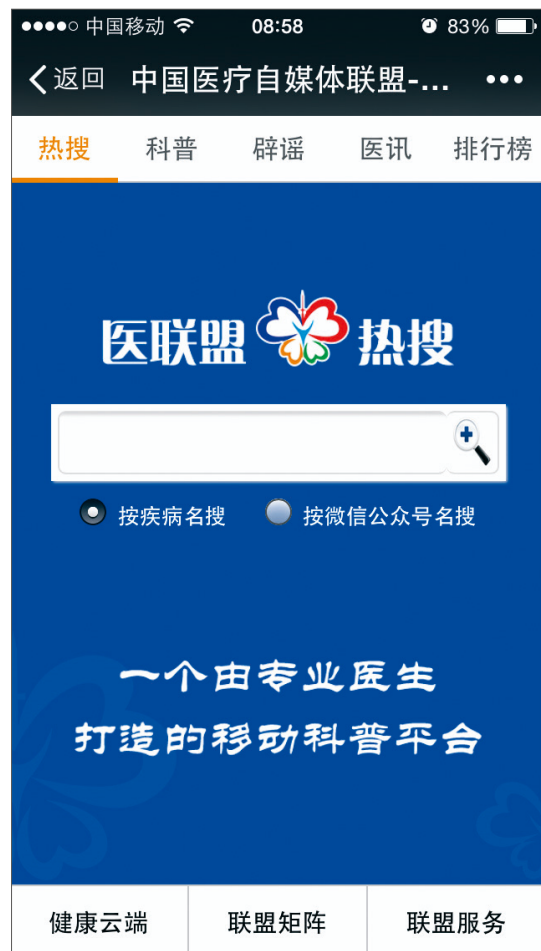 中国移动 08:58 83%
返回 中国医疗自媒体联盟-... •••
热搜 科普 辟谣 医讯 排行榜
医联盟 热搜
按疾病名搜 按微信公众号名搜
一个由专业医生
打造的移动科普平台
健康云端 联盟矩阵 联盟服务